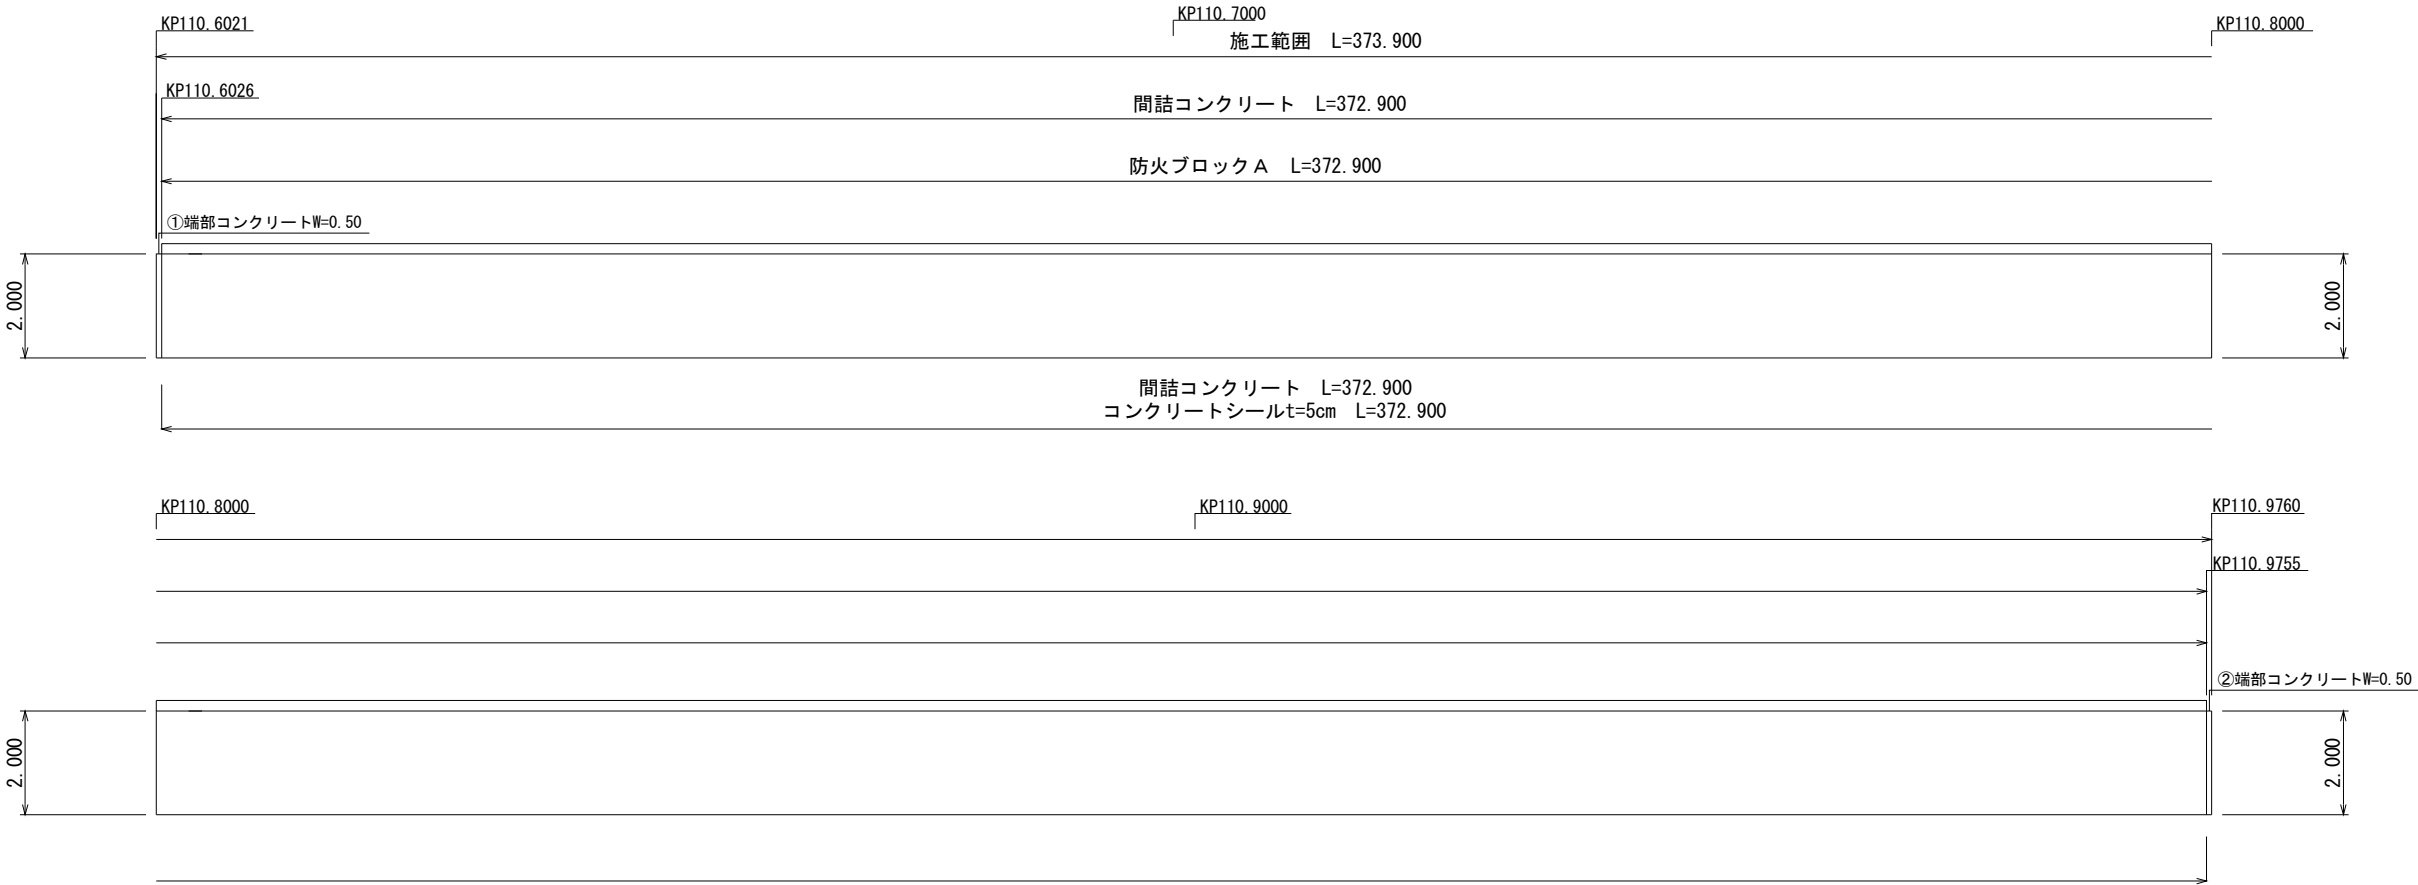 KP110.6021
KP110.7000
KP110.8000
施工範囲　L=373.900
KP110.6026
間詰コンクリート　L=372.900
防火ブロックA　L=372.900
①端部コンクリートW=0.50
2.000
2.000
間詰コンクリート　L=372.900
コンクリートシールt=5cm　L=372.900
KP110.8000
KP110.9000
KP110.9760
KP110.9755
②端部コンクリートW=0.50
2.000
2.000